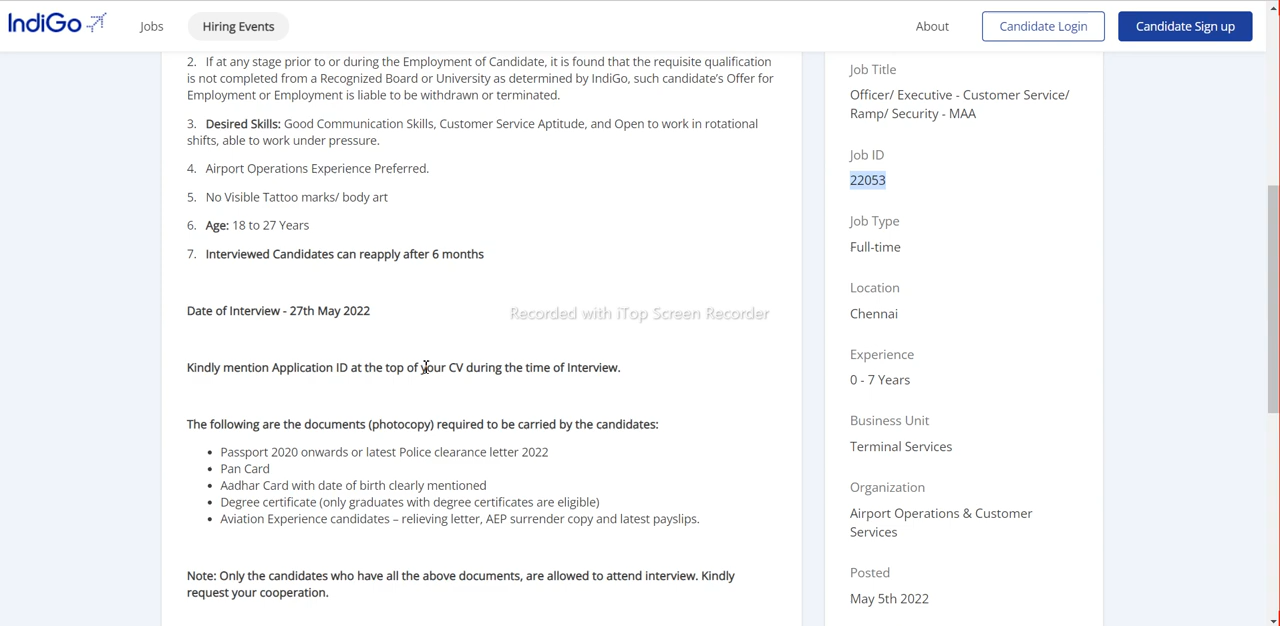 IndiGo
Jobs
Hiring Events
About
Candidate Login
Candidate Sign up
2. If at any stage prior to or during the Employment of Candidate, it is found that the requisite qualification
is not completed from a Recognized Board or University as determined by IndiGo, such candidate's Offer for
Employment or Employment is liable to be withdrawn or terminated.
3. Desired Skills: Good Communication Skills, Customer Service Aptitude, and Open to work in rotational
shifts, able to work under pressure.
4. Airport Operations Experience Preferred.
5. No Visible Tattoo marks/ body art
6. Age: 18 to 27 Years
7. Interviewed Candidates can reapply after 6 months
Date of Interview - 27th May 2022
Recorded with iTop Screen Recorder
Kindly mention Application ID at the top of your CV during the time of Interview.
The following are the documents (photocopy) required to be carried by the candidates:
• Passport 2020 onwards or latest Police clearance letter 2022
• Pan Card
• Aadhar Card with date of birth clearly mentioned
• Degree certificate (only graduates with degree certificates are eligible)
• Aviation Experience candidates – relieving letter, AEP surrender copy and latest payslips.
Note: Only the candidates who have all the above documents, are allowed to attend interview. Kindly
request your cooperation.
Job Title
Officer/ Executive - Customer Service/
Ramp/ Security - MAA
Job ID
22053
Job Type
Full-time
Location
Chennai
Experience
0 - 7 Years
Business Unit
Terminal Services
Organization
Airport Operations & Customer
Services
Posted
May 5th 2022